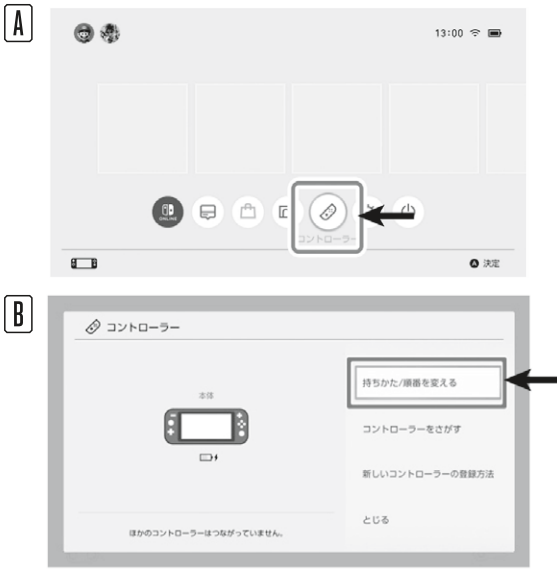 A
13:00
ONLINE
コントローラー
A 決定
B
コントローラー
本体
持ちかた/順番を変える
コントローラーをさがす
新しいコントローラーの登録方法
とじる
ほかのコントローラーはつながっていません。